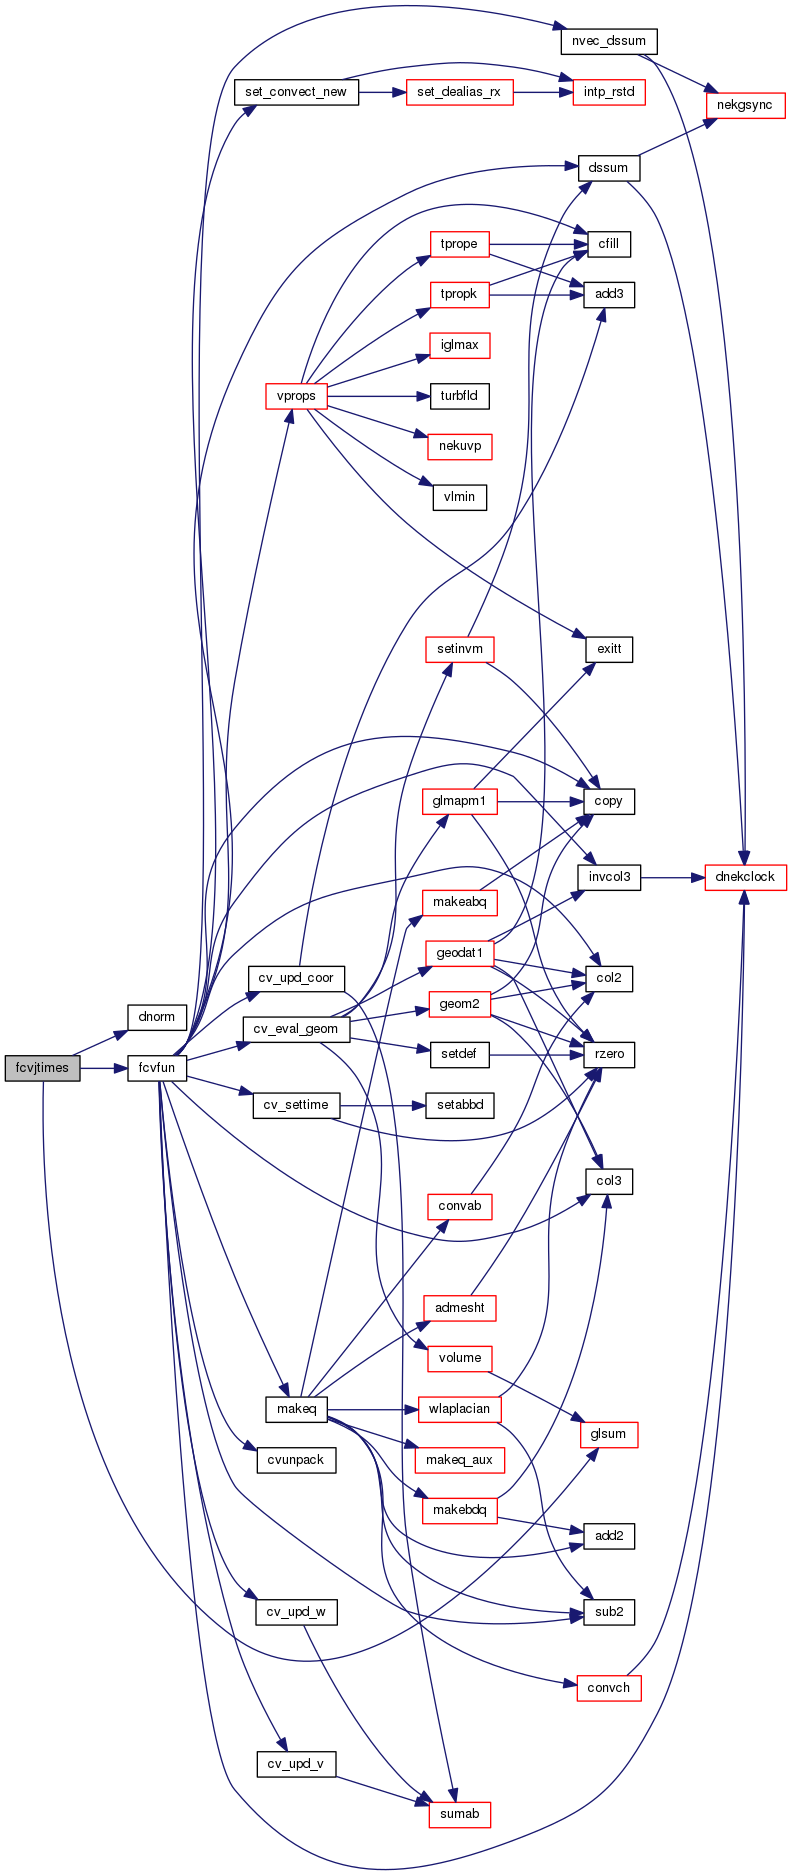 nvec_dssum
set_convect_new
set_dealias_rx
intp_rstd
nekgsync
dssum
tprope
cfill
tpropk
add3
iglmax
vprops
turbfld
nekuvp
vlmin
setinvm
exitt
glmapm1
copy
makeabq
invcol3
dnekclock
geodat1
cv_upd_coor
col2
geom2
dnorm
cv_eval_geom
setdef
rzero
fcvjtimes
fcvfun
cv_settime
setabbd
col3
convab
admesht
volume
makeq
wlaplacian
glsum
cvunpack
makeq_aux
makebdq
add2
cv_upd_w
sub2
convch
cv_upd_v
sumab